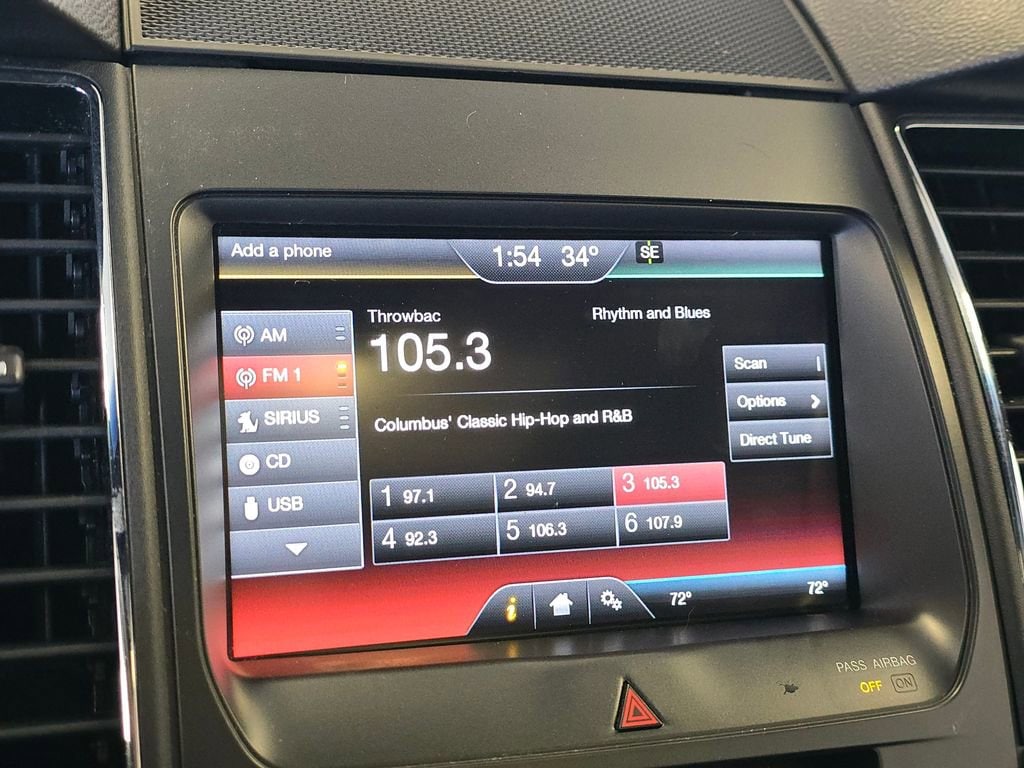 Add a phone
1:54 34°
SE
AM
FM 1
SIRIUS
CD
USB
Throwbac
Rhythm and Blues
105.3
Columbus' Classic Hip-Hop and R&B
Scan
Options
Direct Tune
1 97.1
2 94.7
3 105.3
4 92.3
5 106.3
6 107.9
i
72°
72°
PASS AIRBAG
OFF ON